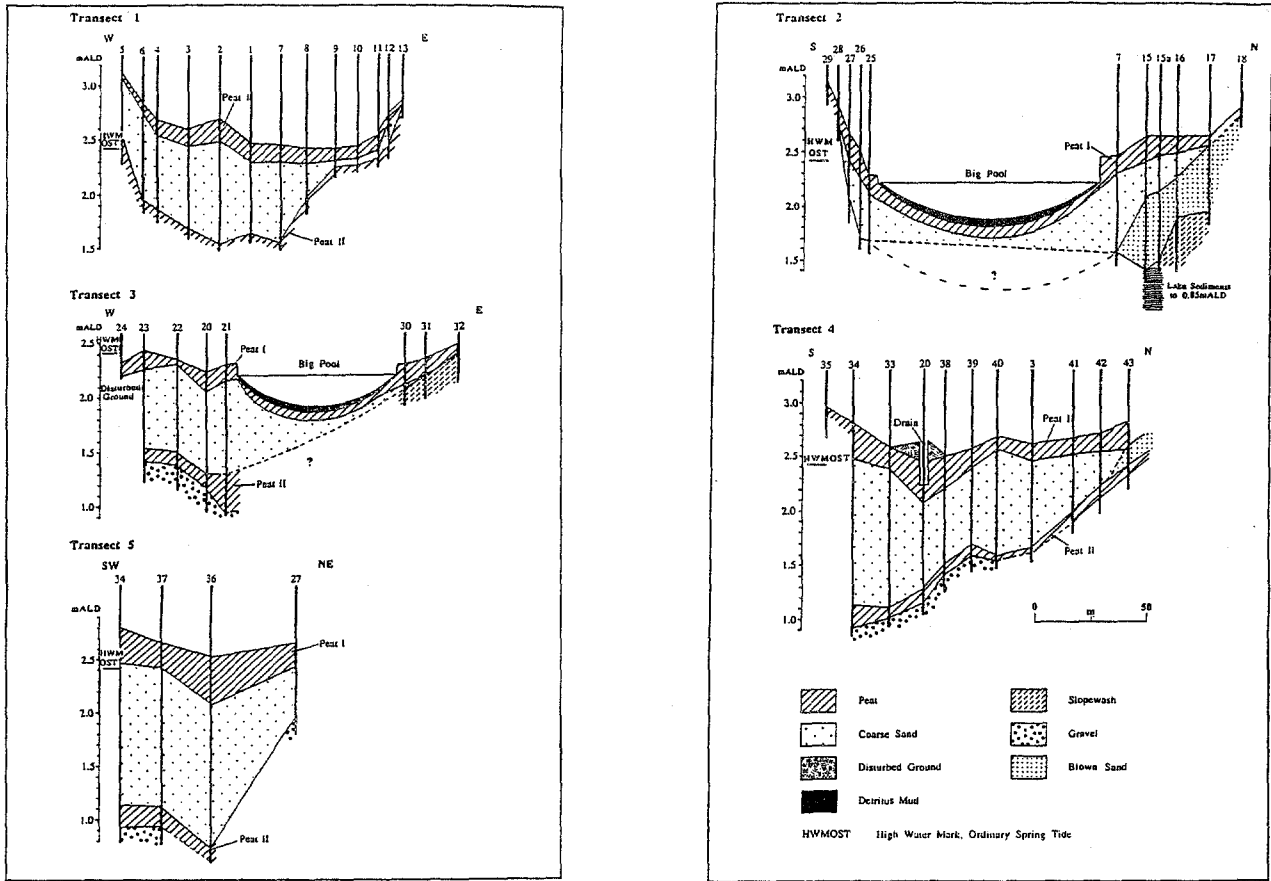 Transect 1
W E
5 6 4 3 2 1 7 8 9 10 11 12 13
mALD
3.0
Peat I
HWM
OST
2.5
2.0
1.5
Peat II
Transect 3
W E
24 23 22 20 21 30 31 32
mALD
HWM
OST
2.5
Peat I
Big Pool
Disturbed
Ground
2.0
1.5
?
Peat II
1.0
Transect 5
SW NE
34 37 36 27
mALD
Peat I
HWM
OST
2.5
2.0
1.5
1.0
Peat II
Transect 2
S N
29 28 27 26 25 7 15 15a 16 17 18
mALD
3.0
HWM
OST
2.5
Peat I
Big Pool
2.0
1.5
?
Lake Sediments
to 0.85mALD
Transect 4
S N
35 34 33 20 38 39 40 3 41 42 43
mALD
3.0
Drain
Peat I
HWMOST
2.5
2.0
1.5
Peat II
1.0
0 m 50
Peat
Slopewash
Coarse Sand
Gravel
Disturbed Ground
Blown Sand
Detritus Mud
HWMOST High Water Mark, Ordinary Spring Tide